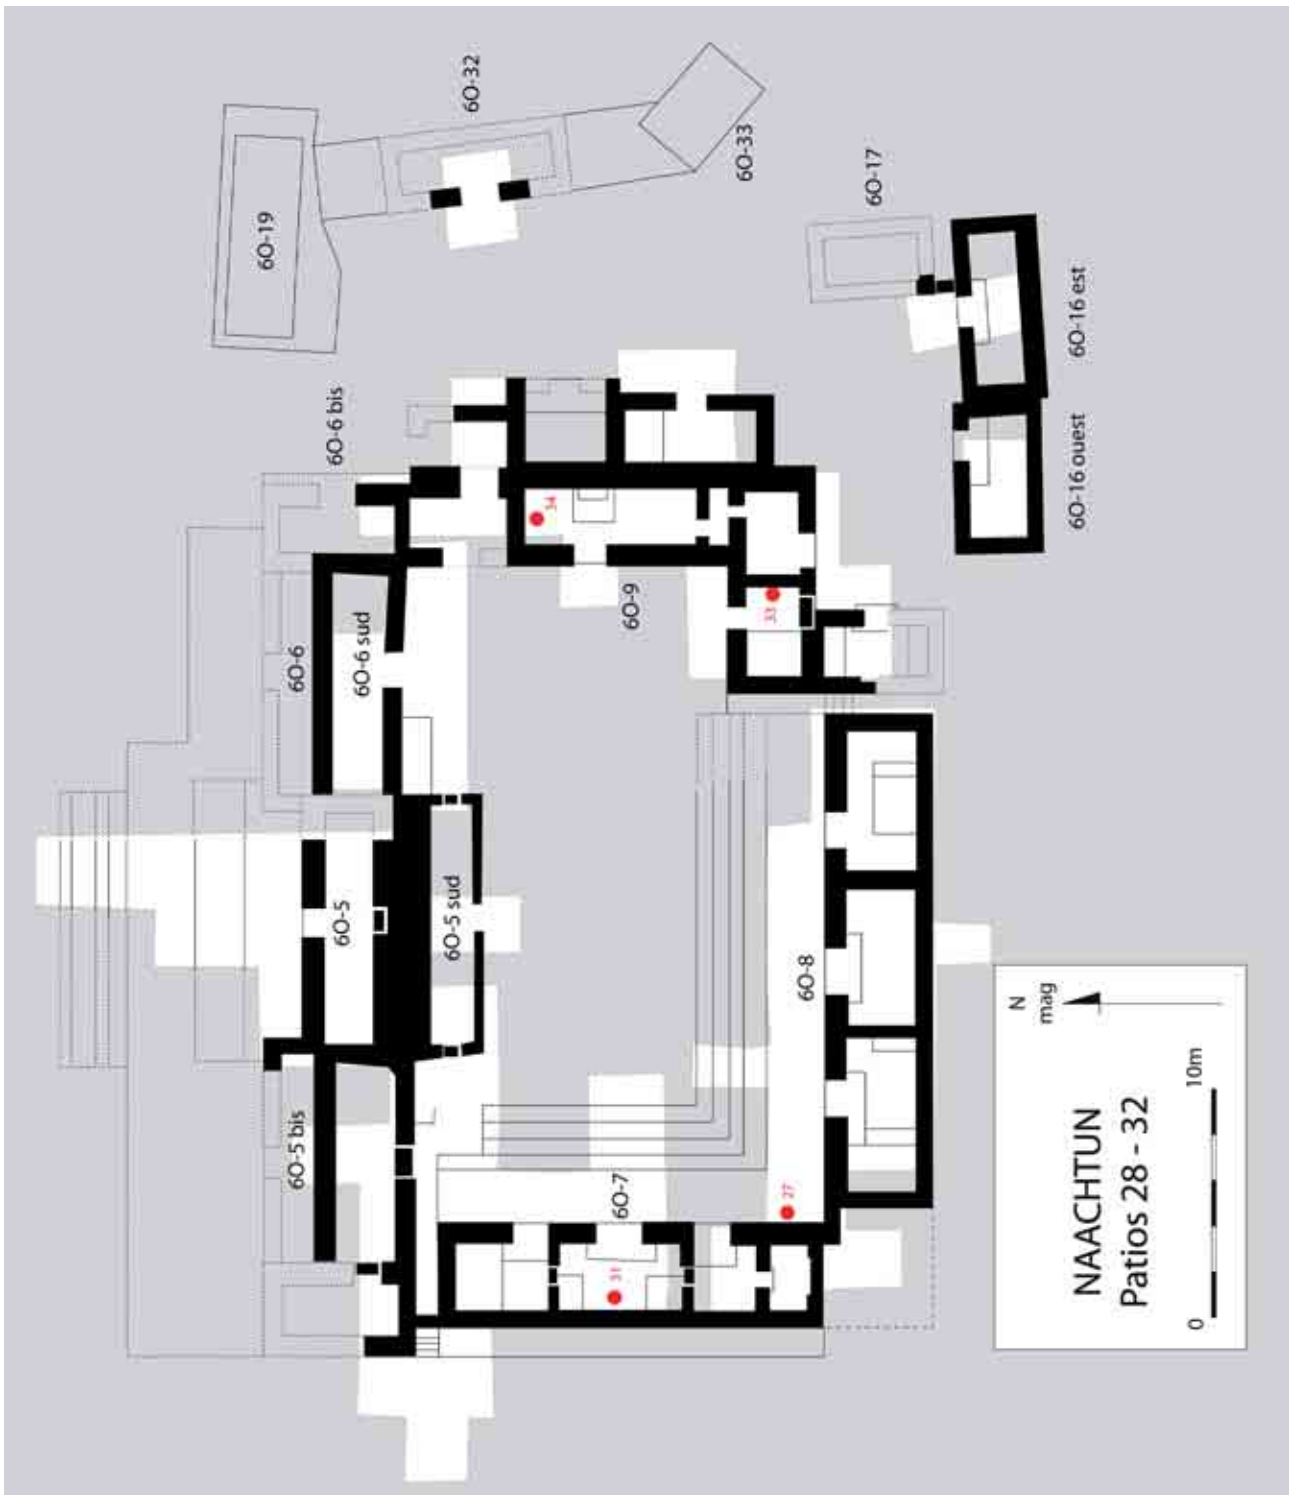 6O-19
6O-32
6O-33
6O-17
6O-16 est
6O-16 ouest
6O-6 bis
6O-6
6O-6 sud
34
6O-9
33
6O-5
6O-5 sud
6O-8
6O-5 bis
6O-7
31
27
N
mag
NAACHTUN
Patios 28 - 32
0
10m